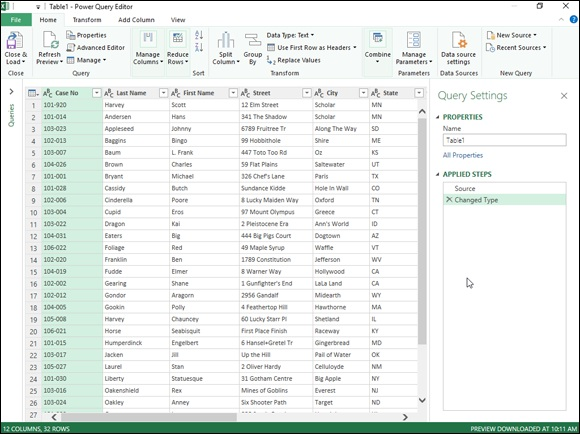 Table1 - Power Query Editor
File Home Transform Add Column View
Close & Load Refresh Preview Properties Advanced Editor Manage Manage Columns Reduce Rows Split Column Group By Data Type: Text Use First Row as Headers Replace Values Combine Manage Parameters Data source settings New Source Recent Sources
Close Query Sort Transform Parameters Data Sources New Query
Queries
Case No Last Name First Name Street City State
1 101-920 Harvey Scott 12 Elm Street Scholar MN
2 101-014 Andersen Hans 341 The Shadow Scholar MN
3 103-023 Appleseed Johnny 6789 Fruitree Tr Along The Way SD
4 102-013 Baggins Bingo 99 Hobbithole Shire ME
5 103-007 Baum L. Frank 447 Toto Too Rd Oz KS
6 104-026 Brown Charles 59 Flat Plains Saltewater UT
7 101-001 Bryant Michael 326 Chef's Lane Paris TX
8 101-028 Cassidy Butch Sundance Kidde Hole In Wall CO
9 102-006 Cinderella Poore 8 Lucky Maiden Way Oxford TN
10 103-004 Cupid Eros 97 Mount Olympus Greece CT
11 103-022 Dragon Kai 2 Pleistocene Era Ann's World ID
12 104-031 Eaters Big 444 Big Pigs Court Dogtown AZ
13 106-022 Foliage Red 49 Maple Syrup Waffle VT
14 102-020 Franklin Ben 1789 Constitution Jefferson WV
15 104-019 Fudde Elmer 8 Warner Way Hollywood CA
16 102-002 Gearing Shane 1 Gunfighter's End LaLa Land CA
17 102-012 Gondor Aragorn 2956 Gandalf Midearth WY
18 104-005 Gookin Polly 4 Feathertop Hill Hawthorne MA
19 105-008 Harvey Chauncey 60 Lucky Starr Pl Shetland IL
20 106-021 Horse Seabisquit First Place Finish Raceway KY
21 101-015 Humperdinck Engelbert 6 Hansel+Gretel Tr Gingerbread MD
22 103-017 Jacken Jill Up the Hill Pail of Water OK
23 105-027 Laurel Stan 2 Oliver Hardy Celluloyde NM
24 101-030 Liberty Statuesque 31 Gotham Centre Big Apple NY
25 103-016 Oakenshield Rex Mines of Goblins Everest NJ
26 103-024 Oakley Anney Six Shooter Path Target ND
27
Query Settings
PROPERTIES
Name
Table1
All Properties
APPLIED STEPS
Source
Changed Type
12 COLUMNS, 32 ROWS PREVIEW DOWNLOADED AT 10:11 AM